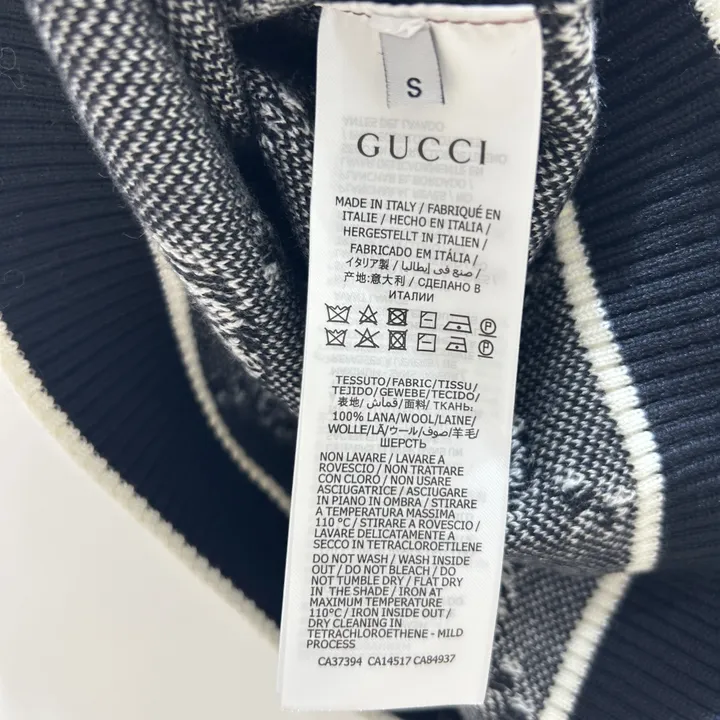 S
GUCCI
MADE IN ITALY / FABRIQUÉ EN
ITALIE / HECHO EN ITALIA /
HERGESTELLT IN ITALIEN /
FABRICADO EM ITÁLIA /
イタリア製 / صنع في إيطاليا /
产地:意大利 / СДЕЛАНО В
ИТАЛИИ
P
P
TESSUTO/FABRIC/TISSU/
TEJIDO/GEWEBE/TECIDO/
表地/قماش/面料/ ТКАНЬ:
100% LANA/WOOL/LAINE/
WOLLE/LÃ/ウール/صوف/羊毛/
ШЕРСТЬ
NON LAVARE / LAVARE A
ROVESCIO / NON TRATTARE
CON CLORO / NON USARE
ASCIUGATRICE / ASCIUGARE
IN PIANO IN OMBRA / STIRARE
A TEMPERATURA MASSIMA
110 °C / STIRARE A ROVESCIO /
LAVARE DELICATAMENTE A
SECCO IN TETRACLOROETILENE
DO NOT WASH / WASH INSIDE
OUT / DO NOT BLEACH / DO
NOT TUMBLE DRY / FLAT DRY
IN THE SHADE / IRON AT
MAXIMUM TEMPERATURE
110°C / IRON INSIDE OUT /
DRY CLEANING IN
TETRACHLOROETHENE - MILD
PROCESS
CA37394 CA14517 CA84937